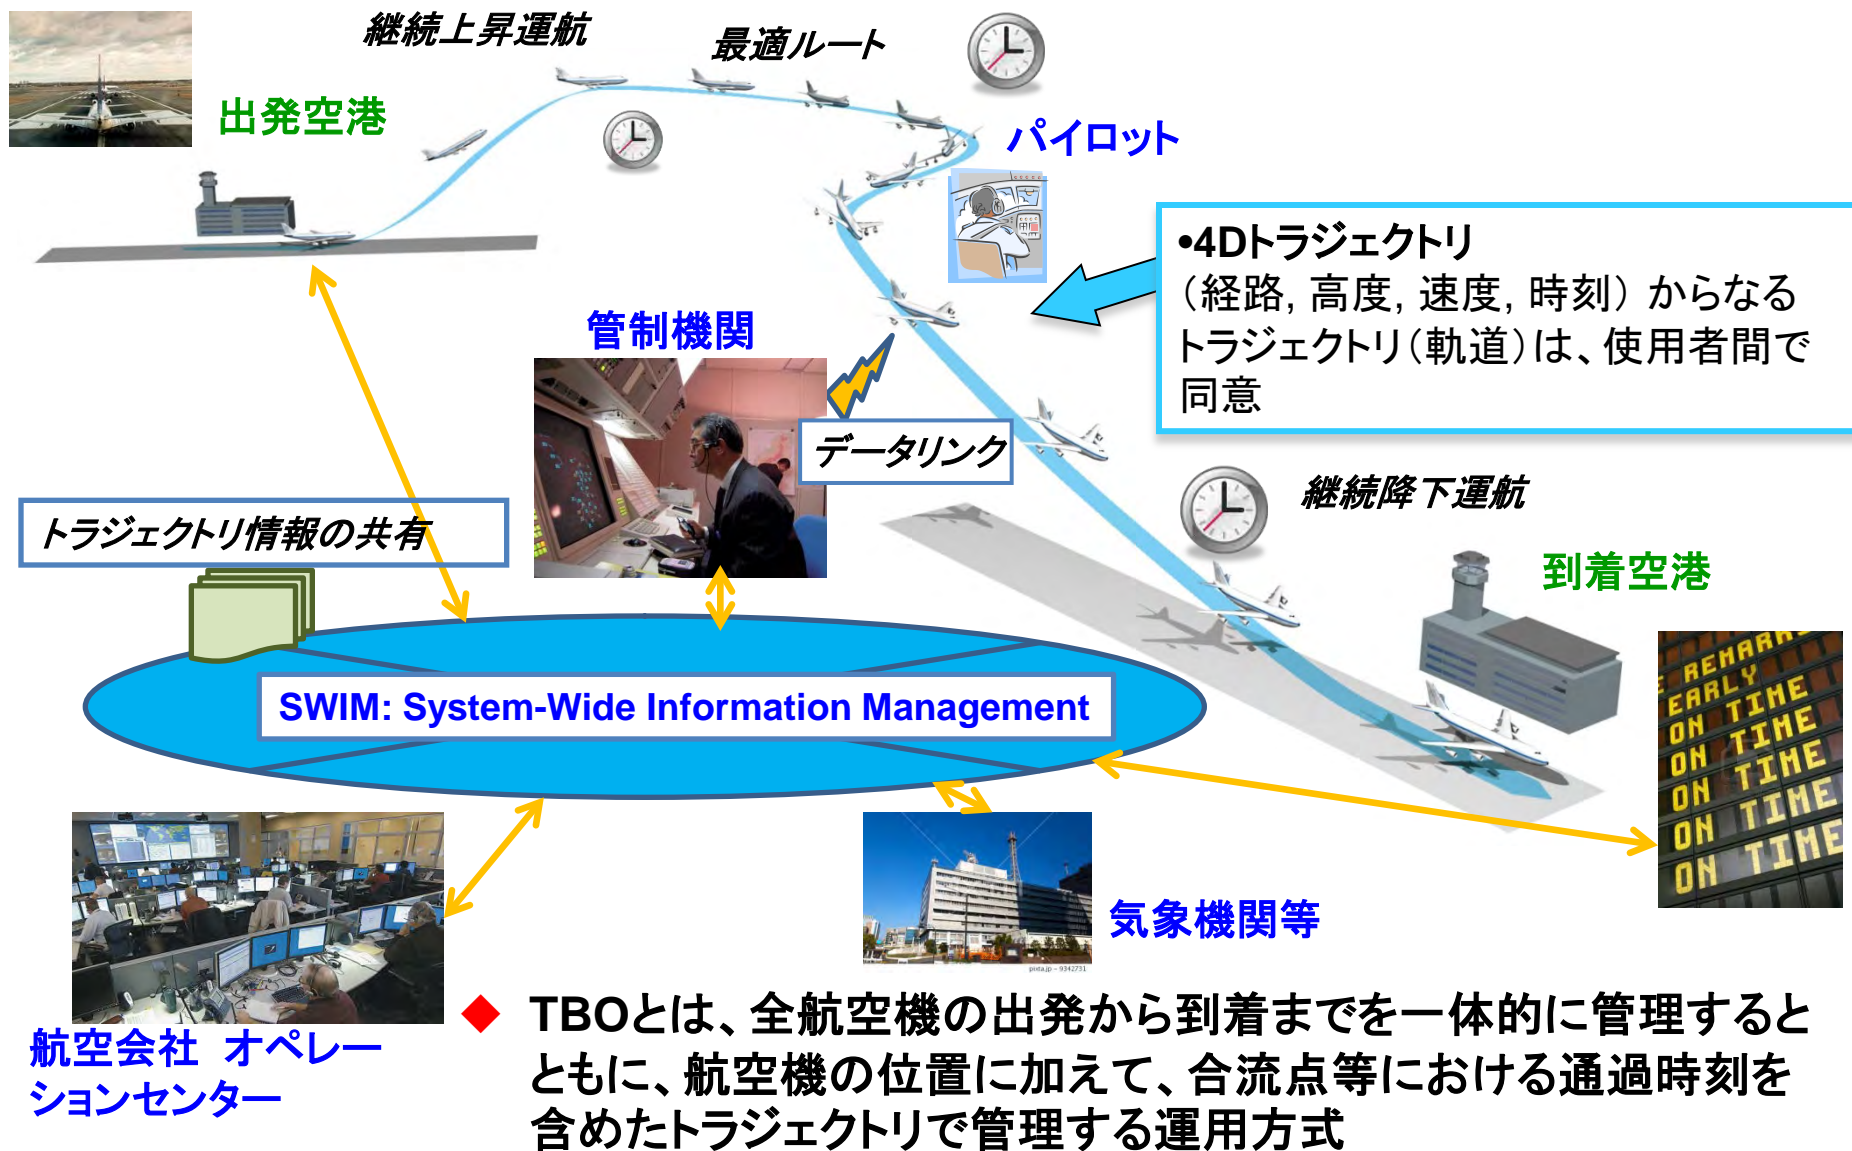 継続上昇運航
最適ルート
出発空港
パイロット
•4Dトラジェクトリ
（経路, 高度, 速度, 時刻）からなる
トラジェクトリ（軌道）は、使用者間で
同意
管制機関
データリンク
継続降下運航
トラジェクトリ情報の共有
到着空港
SWIM: System-Wide Information Management
REMARKS
EARLY
ON TIME
ON TIME
ON TIME
ON TIME
ON TIME
気象機関等
pixta.jp - 9342731
航空会社 オペレー
ションセンター
◆ TBOとは、全航空機の出発から到着までを一体的に管理すると
ともに、航空機の位置に加えて、合流点等における通過時刻を
含めたトラジェクトリで管理する運用方式